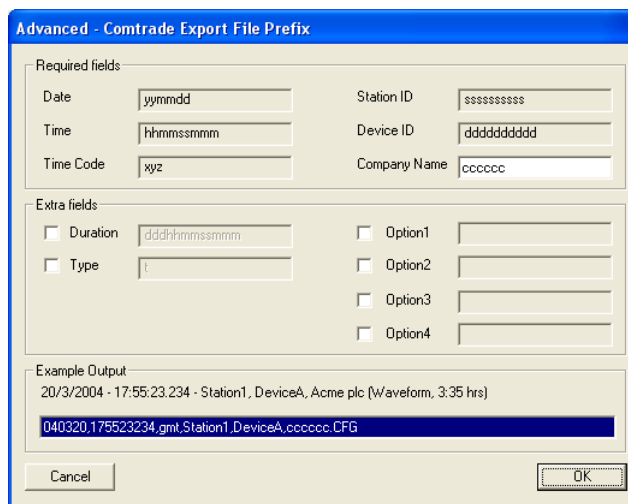 Advanced - Comtrade Export File Prefix
Required fields
Date yymmdd Station ID ssssssssss
Time hhmmssmmm Device ID dddddddddd
Time Code xyz Company Name cccccc
Extra fields
Duration dddhhmmssmmm Option1
Type t Option2
Option3
Option4
Example Output
20/3/2004 - 17:55:23.234 - Station1, DeviceA, Acme plc (Waveform, 3:35 hrs)
040320,175523234,gmt,Station1,DeviceA,cccccc.CFG
Cancel OK